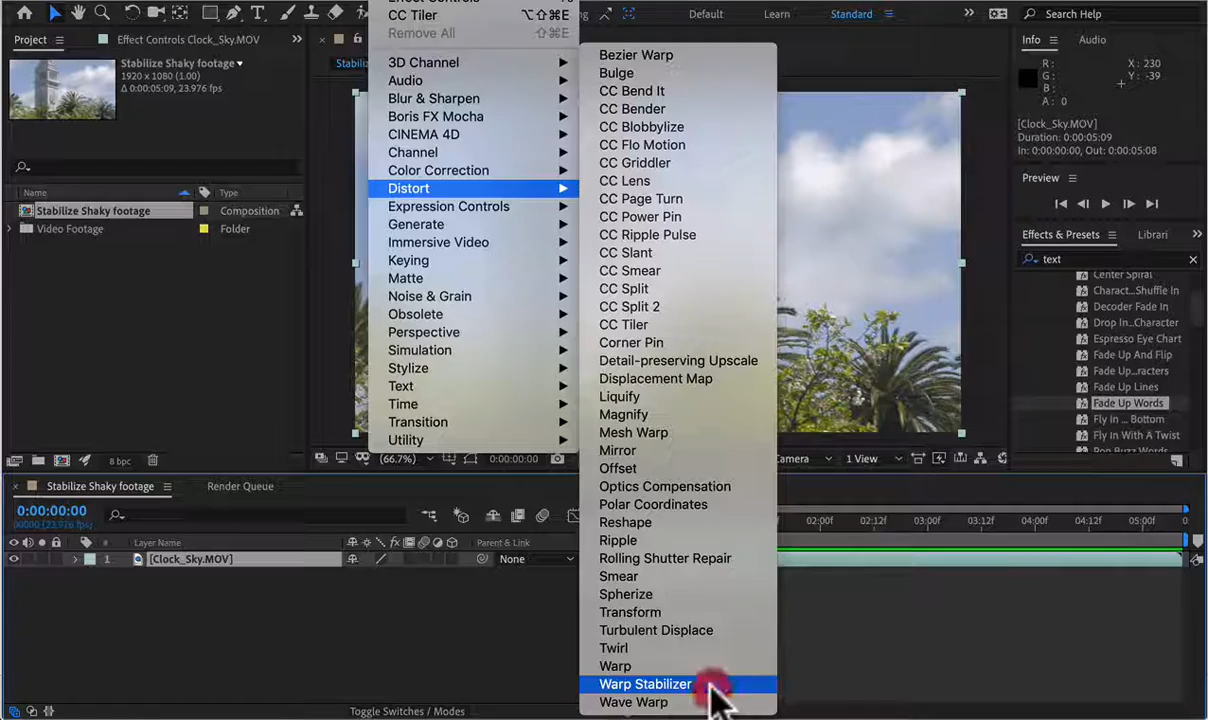 Default
Learn
Standard
Search Help
Project
Effect Controls Clock_Sky.MOV
Stabilize Shaky footage
1920 x 1080 (1.00)
Δ 0:00:05:09, 23.976 fps)
Name
Type
Stabilize Shaky footage
Composition
Video Footage
Folder
8 bpc
CC Tiler
⌥⇧⌘E
Remove All
⇧⌘E
3D Channel
Audio
Blur & Sharpen
Boris FX Mocha
CINEMA 4D
Channel
Color Correction
Distort
Expression Controls
Generate
Immersive Video
Keying
Matte
Noise & Grain
Obsolete
Perspective
Simulation
Stylize
Text
Time
Transition
Utility
(66.7%)
0:00:00:00
Bezier Warp
Bulge
CC Bend It
CC Bender
CC Blobbylize
CC Flo Motion
CC Griddler
CC Lens
CC Page Turn
CC Power Pin
CC Ripple Pulse
CC Slant
CC Smear
CC Split
CC Split 2
CC Tiler
Corner Pin
Detail-preserving Upscale
Displacement Map
Liquify
Magnify
Mesh Warp
Mirror
Offset
Optics Compensation
Polar Coordinates
Reshape
Ripple
Rolling Shutter Repair
Smear
Spherize
Transform
Turbulent Displace
Twirl
Warp
Warp Stabilizer
Wave Warp
1 View
Info
Audio
R :
G :
B :
A : 0
X : 230
Y : -39
[Clock_Sky.MOV]
Duration: 0:00:05:09
In: 0:00:00:00, Out: 0:00:05:08
Preview
Effects & Presets
Librari
text
Center Spiral
Charact...Shuffle In
Decoder Fade In
Drop In...Character
Espresso Eye Chart
Fade Up And Flip
Fade Up...racters
Fade Up Lines
Fade Up Words
Fly In ... Bottom
Fly In With A Twist
Stabilize Shaky footage
Render Queue
0:00:00:00
00000 (23.976 fps)
#
Layer Name
Parent & Link
1
[Clock_Sky.MOV]
None
02:00f
02:12f
03:00f
03:12f
04:00f
04:12f
05:00f
Toggle Switches / Modes